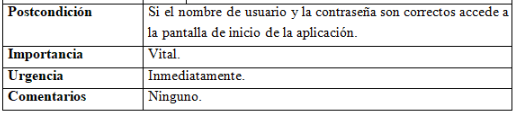 Postcondición Si el nombre de usuario y la contraseña son correctos accede a
la pantalla de inicio de la aplicación.
Importancia Vital.
Urgencia Inmediatamente.
Comentarios Ninguno.